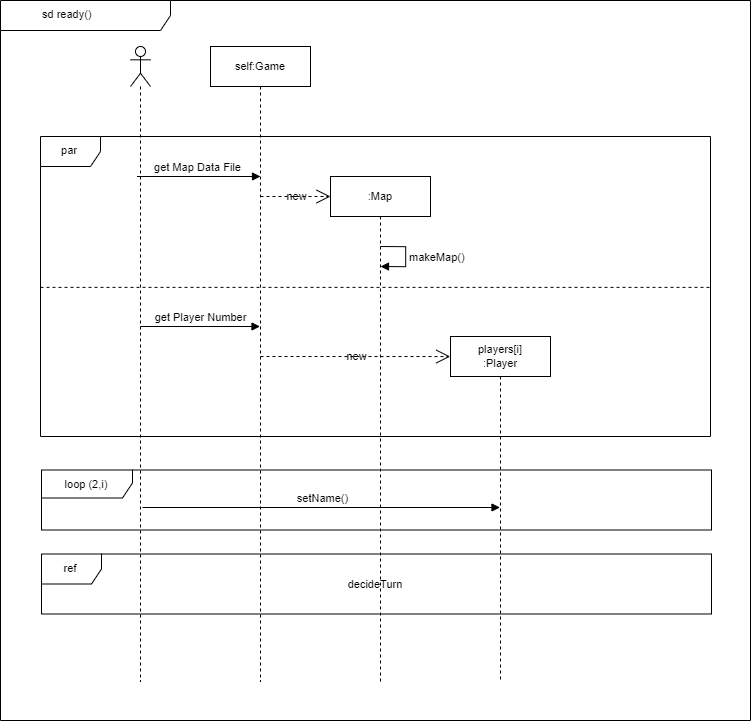 sd ready()
self:Game
par
get Map Data File
new
:Map
makeMap()
get Player Number
new
players[i]
:Player
loop (2,i)
setName()
ref
decideTurn